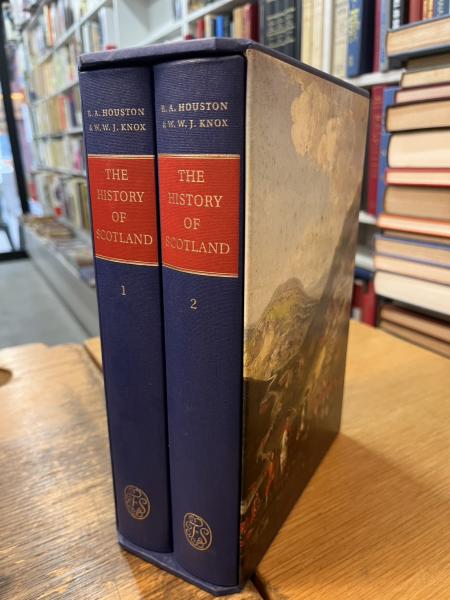 R. A. HOUSTON
& W. W. J. KNOX
THE
HISTORY
OF
SCOTLAND
1
R. A. HOUSTON
& W. W. J. KNOX
THE
HISTORY
OF
SCOTLAND
2